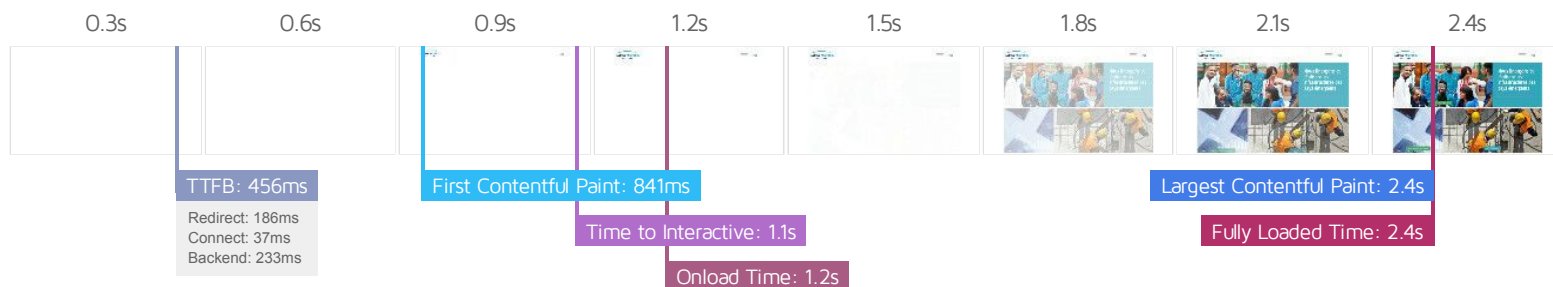 0.3s
0.6s
0.9s
1.2s
1.5s
1.8s
2.1s
2.4s
TTFB: 456ms
Redirect: 186ms
Connect: 37ms
Backend: 233ms
First Contentful Paint: 841ms
Time to Interactive: 1.1s
Onload Time: 1.2s
Largest Contentful Paint: 2.4s
Fully Loaded Time: 2.4s